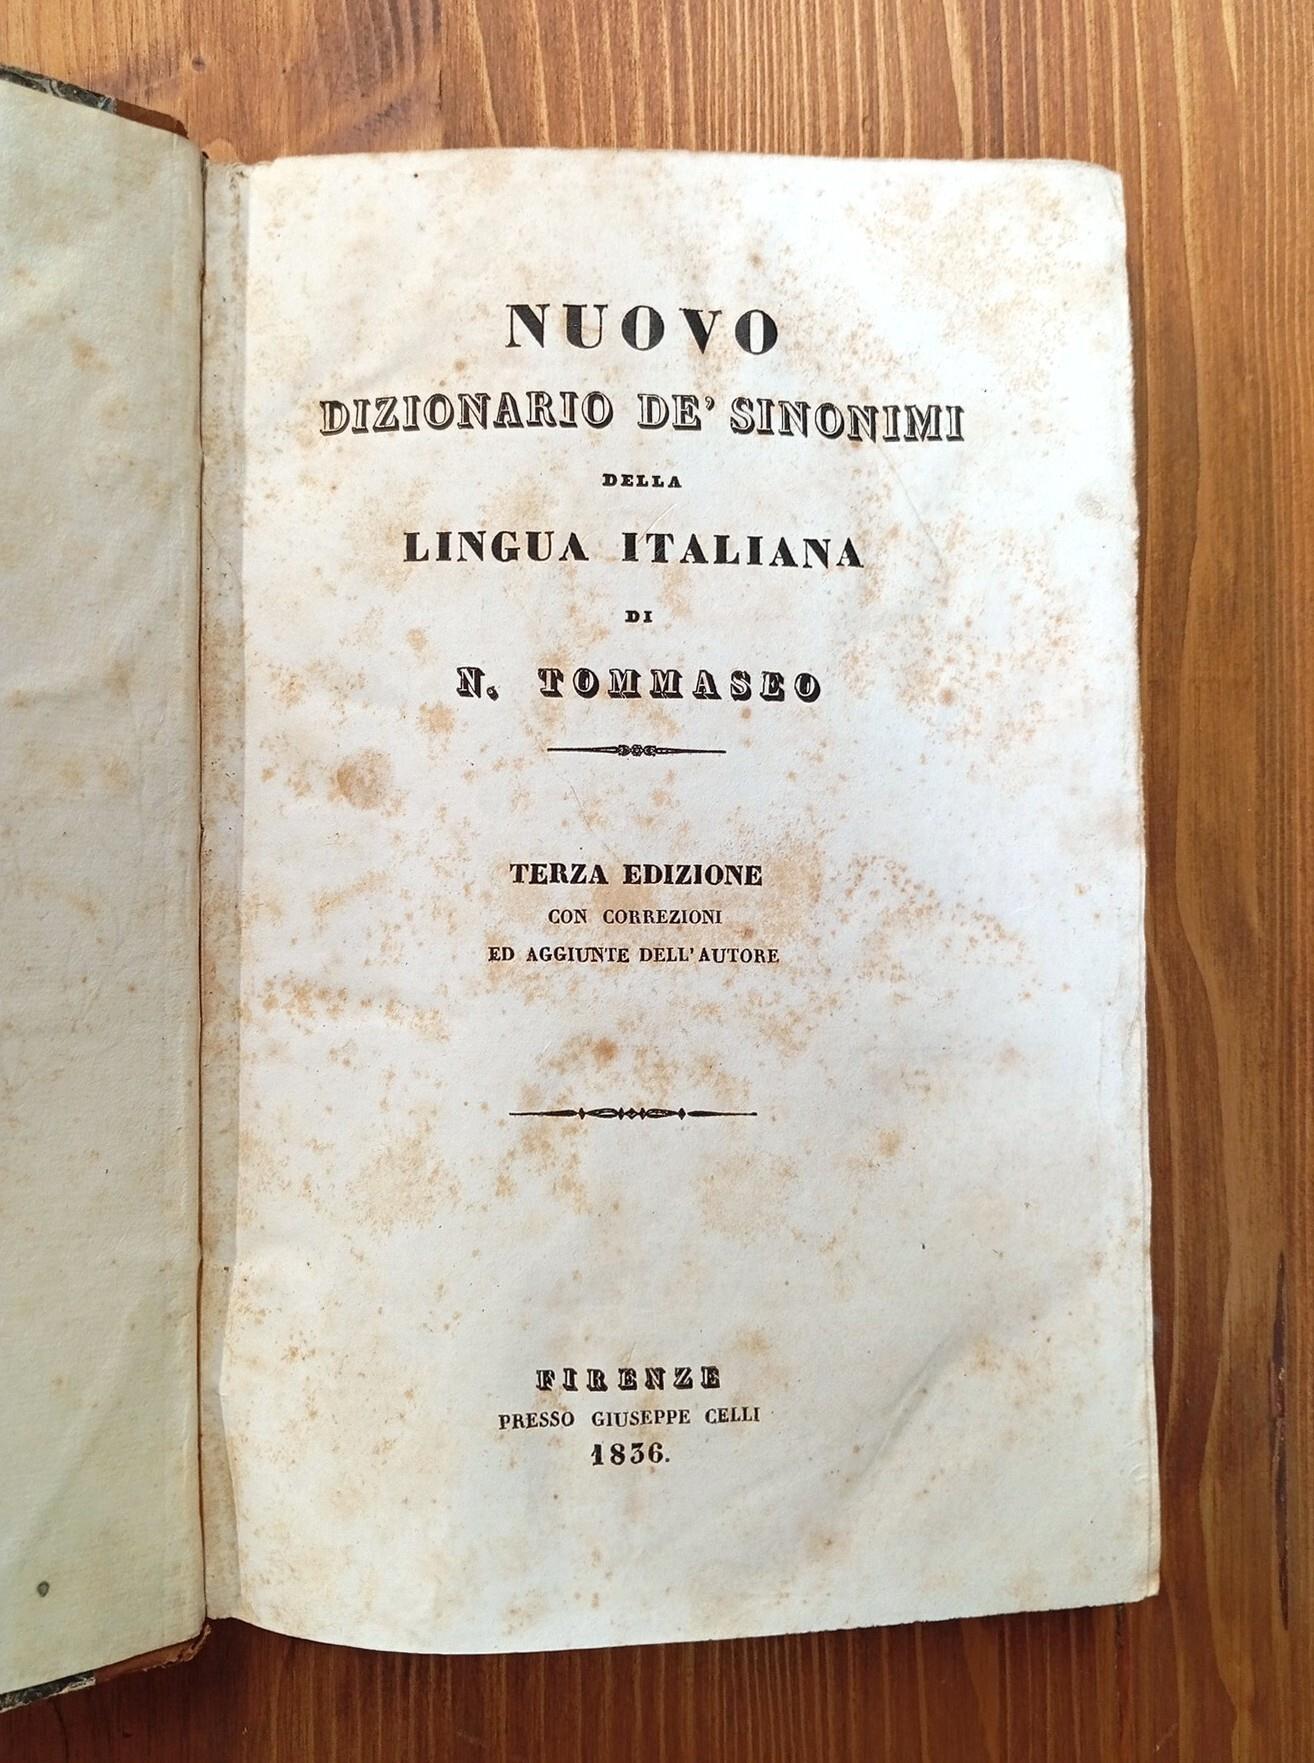 NUOVO
DIZIONARIO DE' SINONIMI
DELLA
LINGUA ITALIANA
DI
N. TOMMASEO
TERZA EDIZIONE
CON CORREZIONI
ED AGGIUNTE DELL'AUTORE
FIRENZE
PRESSO GIUSEPPE CELLI
1836.